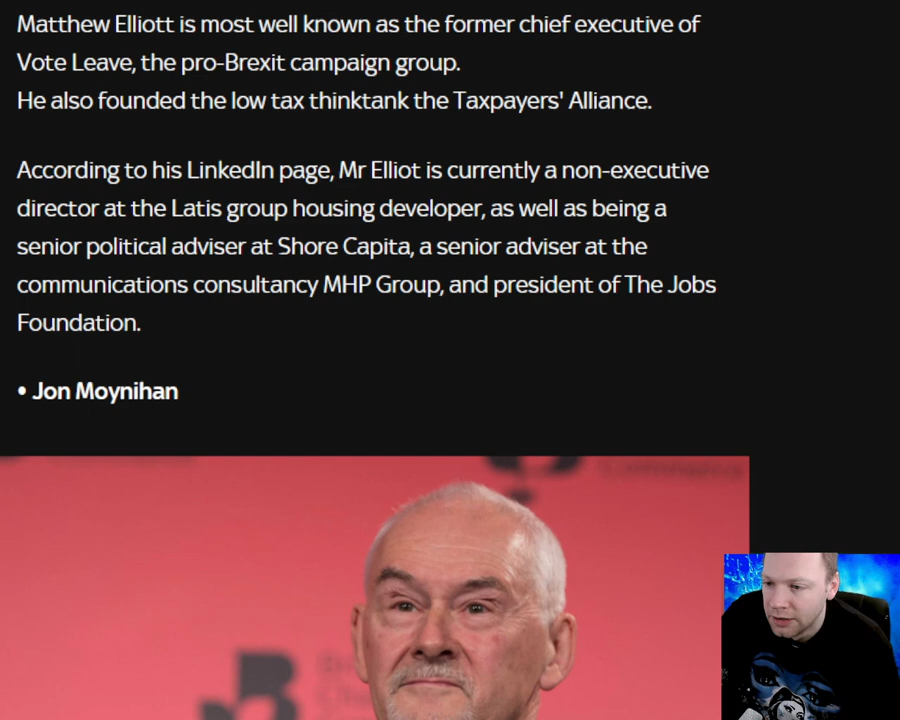 Matthew Elliott is most well known as the former chief executive of
Vote Leave, the pro-Brexit campaign group.
He also founded the low tax thinktank the Taxpayers' Alliance.
According to his LinkedIn page, Mr Elliot is currently a non-executive
director at the Latis group housing developer, as well as being a
senior political adviser at Shore Capita, a senior adviser at the
communications consultancy MHP Group, and president of The Jobs
Foundation.
• Jon Moynihan